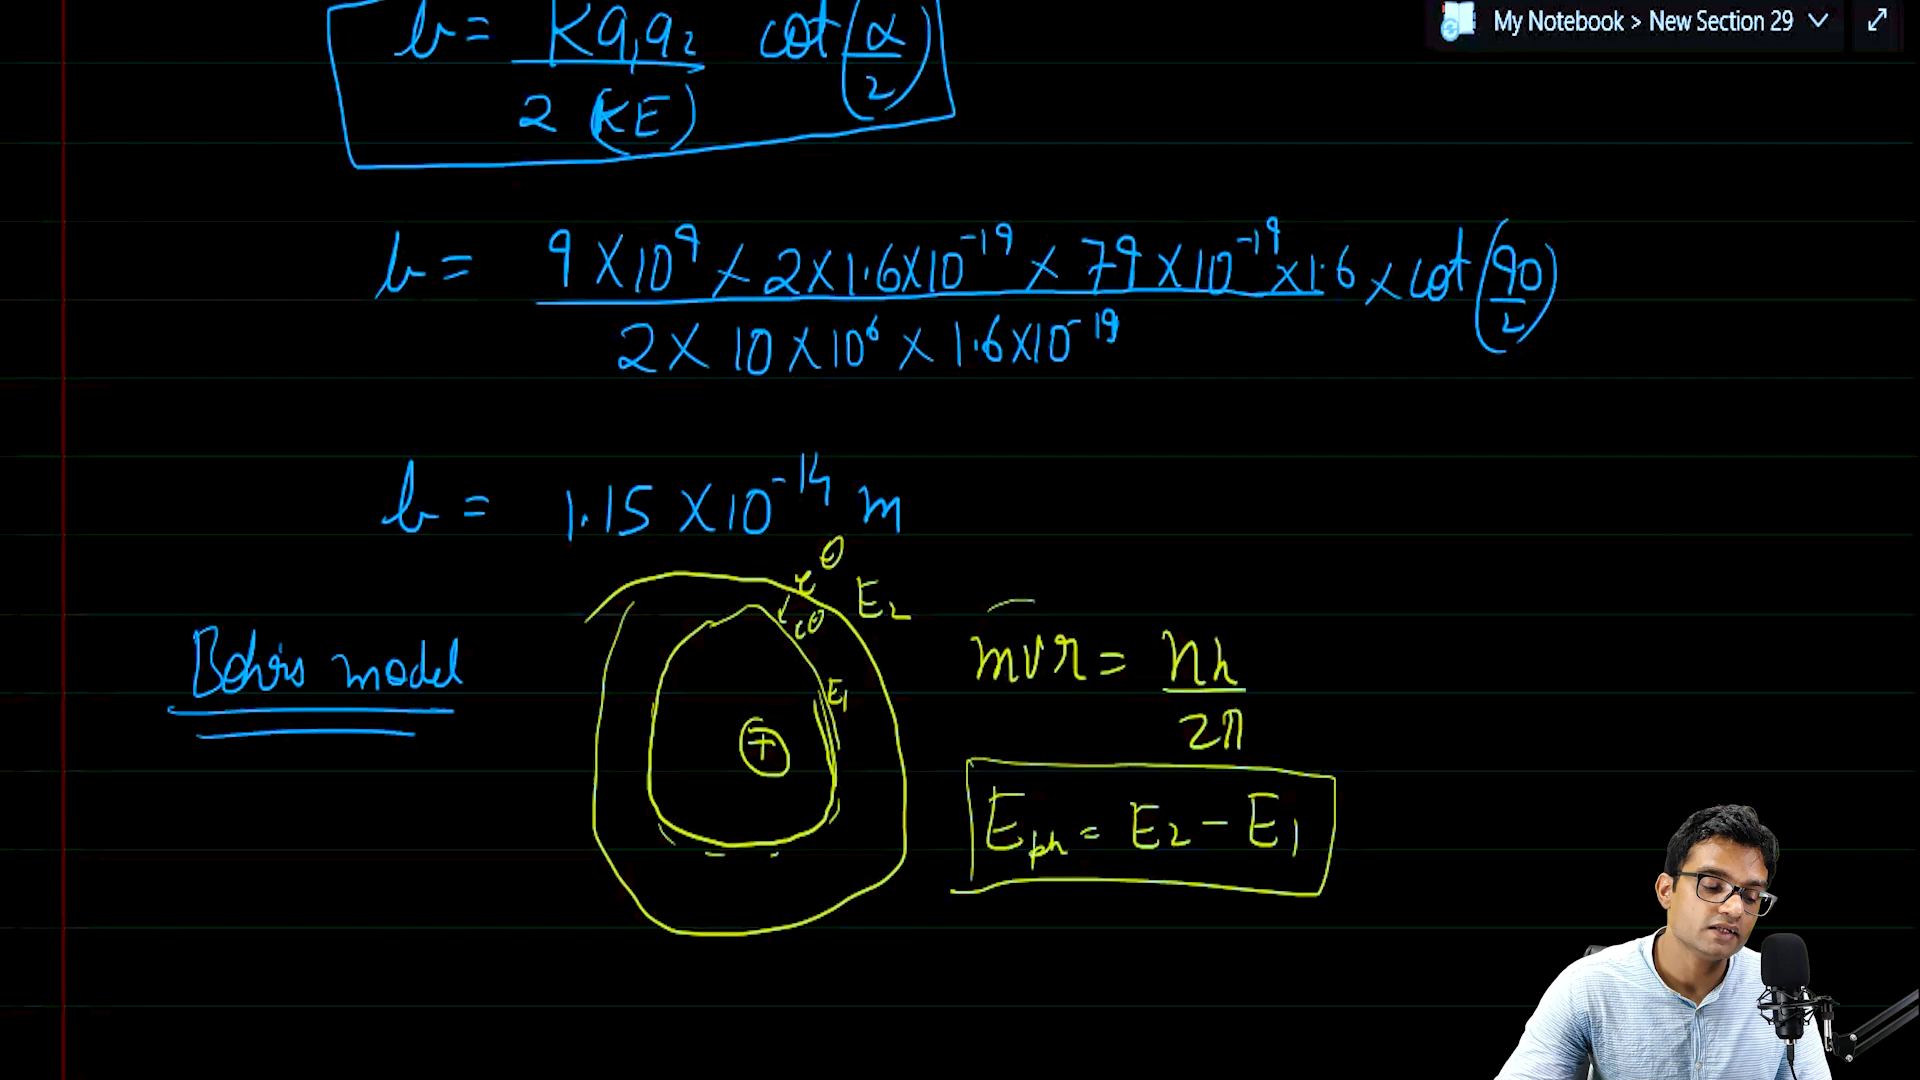 My Notebook > New Section 29
b = Kq₁q₂ / 2 (KE) cot(α/2)
b = 9×10⁹ × 2×1.6×10⁻¹⁹ × 79×10⁻¹⁹×1.6 / 2×10×10⁶×1.6×10⁻¹⁹ × cot(90/2)
b = 1.15×10⁻¹⁴ m
Bohr's model
E₂
E₁
+
mvr = nh / 2π
E_ph = E₂ - E₁